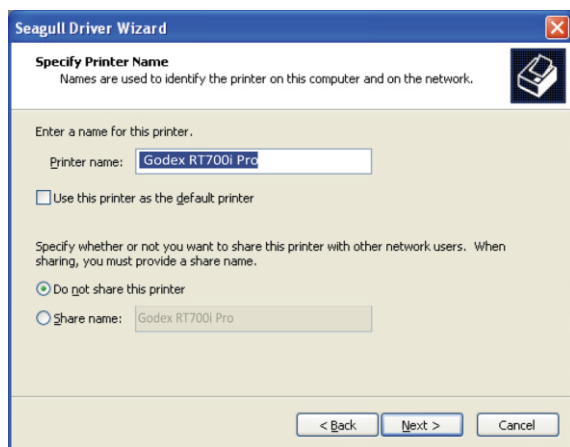 Seagull Driver Wizard
Specify Printer Name
Names are used to identify the printer on this computer and on the network.
Enter a name for this printer.
Printer name: Godex RT700i Pro
Use this printer as the default printer
Specify whether or not you want to share this printer with other network users. When
sharing, you must provide a share name.
Do not share this printer
Share name: Godex RT700i Pro
< Back Next > Cancel